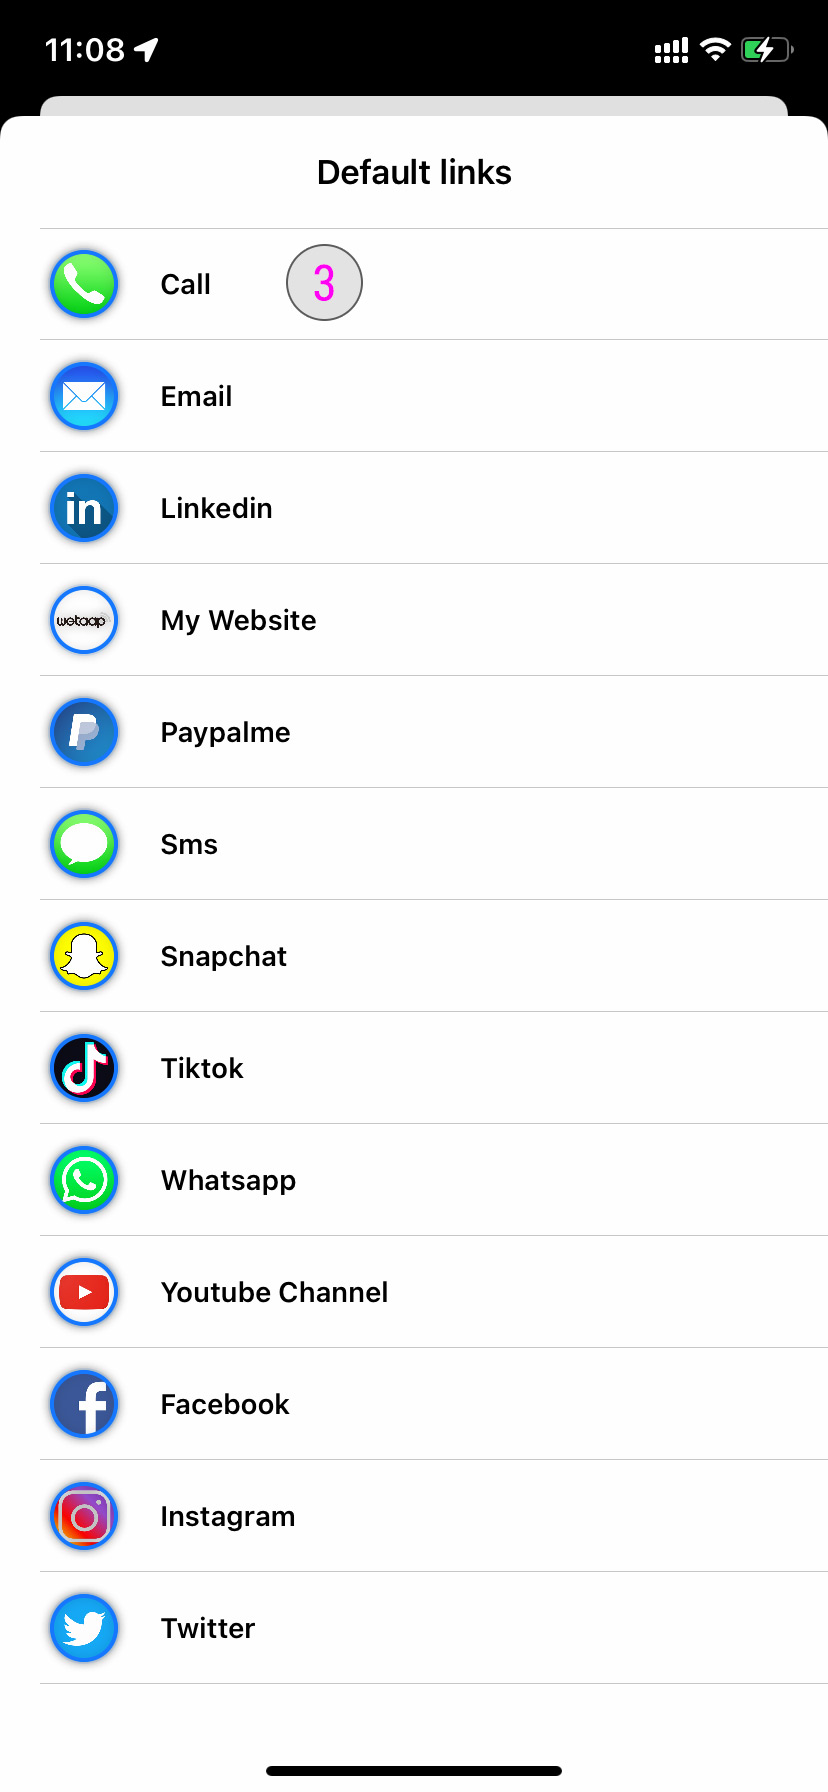 11:08
Default links
Call 3
Email
in Linkedin
wetaap My Website
Paypalme
Sms
Snapchat
Tiktok
Whatsapp
Youtube Channel
Facebook
Instagram
Twitter